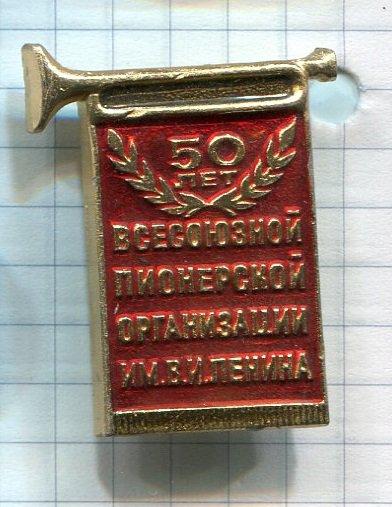 50
ЛЕТ
ВСЕСОЮЗНОЙ
ПИОНЕРСКОЙ
ОРГАНИЗАЦИИ
ИМ.В.И.ЛЕНИНА